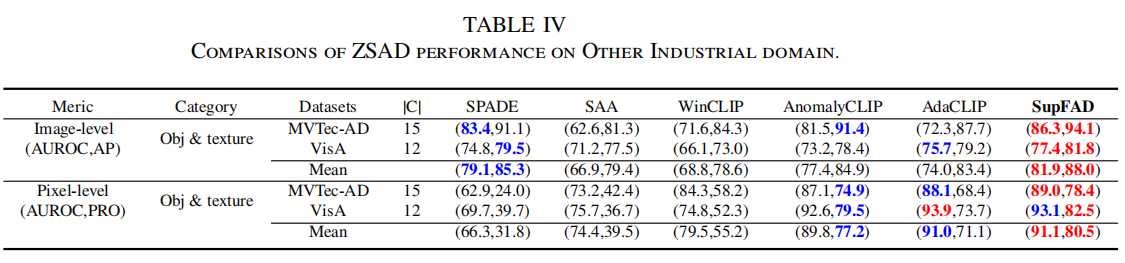 TABLE IV
COMPARISONS OF ZSAD PERFORMANCE ON OTHER INDUSTRIAL DOMAIN.
Meric Category Datasets |C| SPADE SAA WinCLIP AnomalyCLIP AdaCLIP SupFAD
Image-level (AUROC,AP) Obj & texture MVTec-AD 15 (83.4,91.1) (62.6,81.3) (71.6,84.3) (81.5,91.4) (72.3,87.7) (86.3,94.1)
VisA 12 (74.8,79.5) (71.2,77.5) (66.1,73.0) (73.2,78.4) (75.7,79.2) (77.4,81.8)
Mean (79.1,85.3) (66.9,79.4) (68.8,78.6) (77.4,84.9) (74.0,83.4) (81.9,88.0)
Pixel-level (AUROC,PRO) Obj & texture MVTec-AD 15 (62.9,24.0) (73.2,42.4) (84.3,58.2) (87.1,74.9) (88.1,68.4) (89.0,78.4)
VisA 12 (69.7,39.7) (75.7,36.7) (74.8,52.3) (92.6,79.5) (93.9,73.7) (93.1,82.5)
Mean (66.3,31.8) (74.4,39.5) (79.5,55.2) (89.8,77.2) (91.0,71.1) (91.1,80.5)